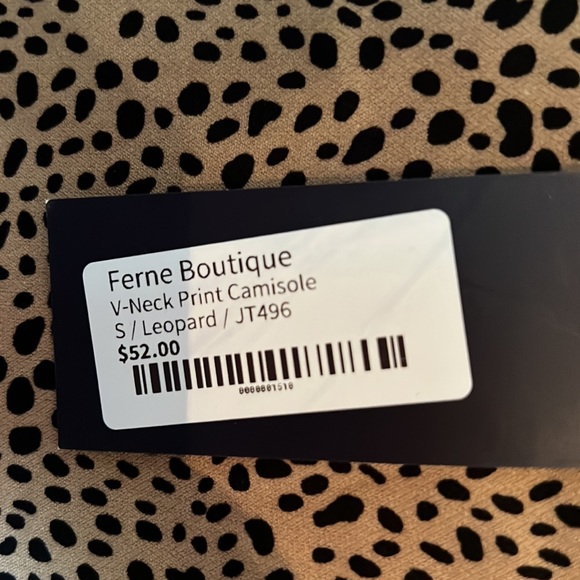 Ferne Boutique
V-Neck Print Camisole
S / Leopard / JT496
$52.00
0000001510